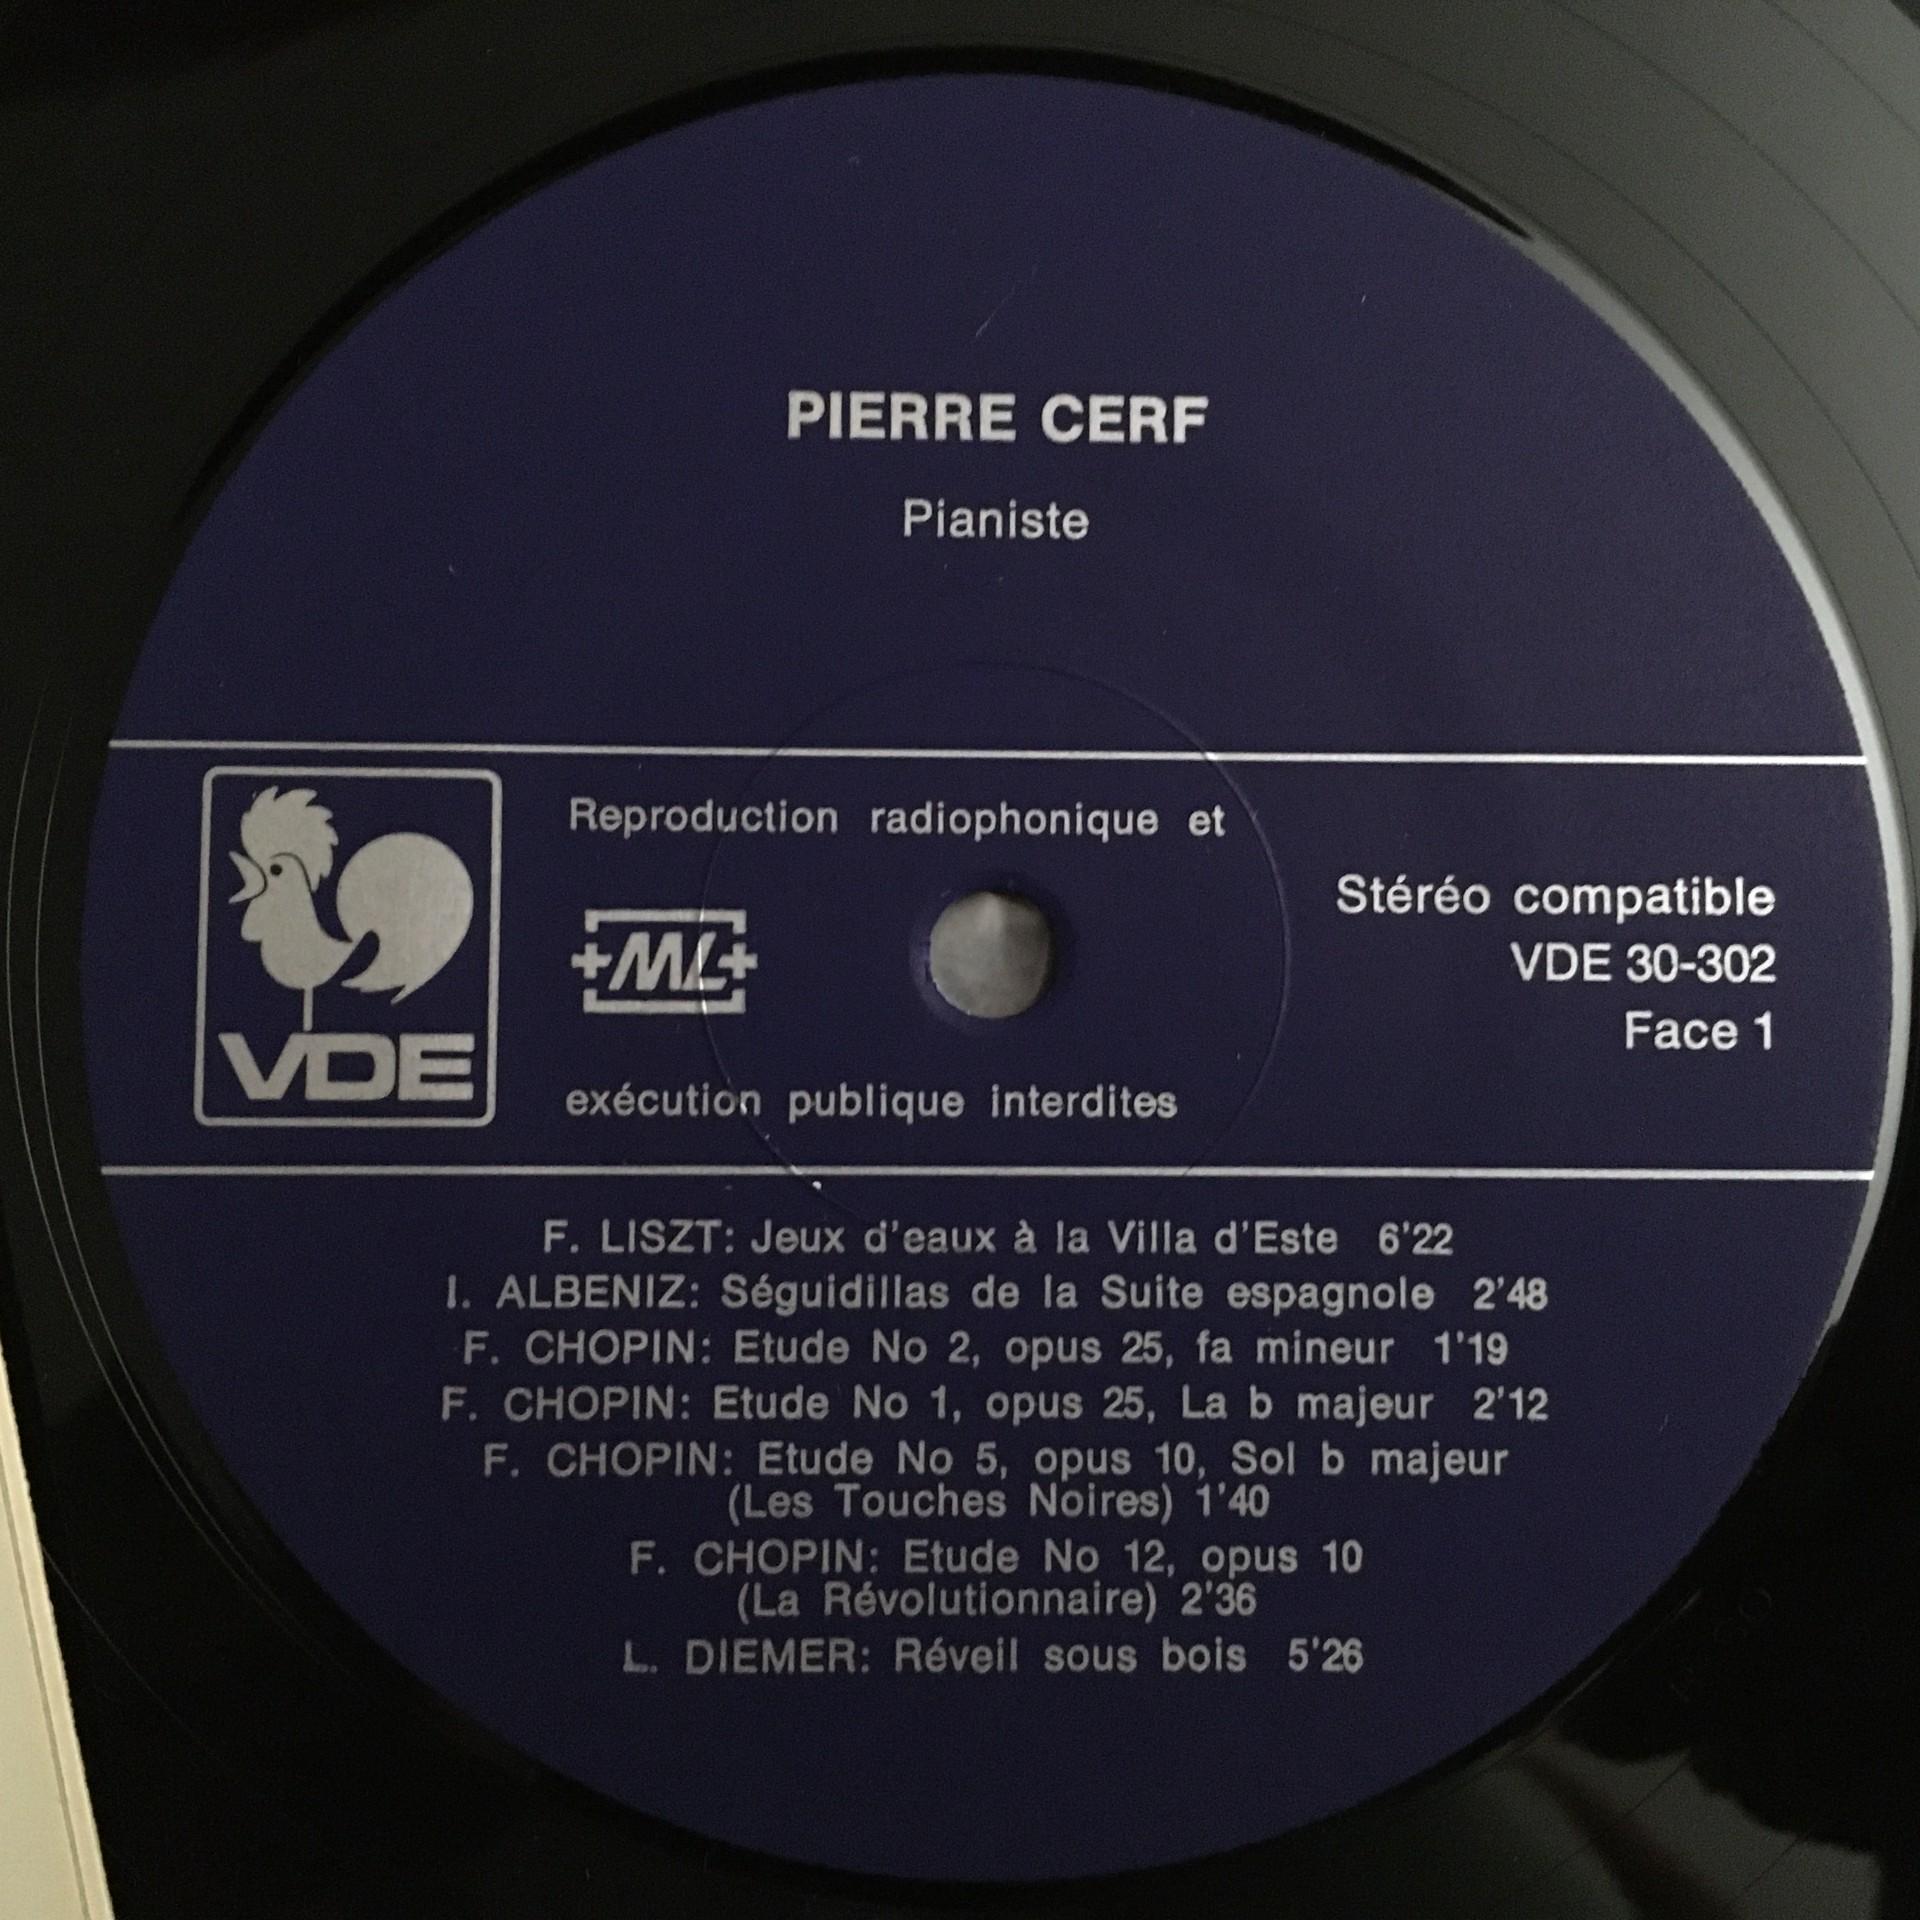 PIERRE CERF
Pianiste
Reproduction radiophonique et
ML
exécution publique interdites
VDE
Stéréo compatible
VDE 30-302
Face 1
F. LISZT: Jeux d'eaux à la Villa d'Este 6'22
I. ALBENIZ: Séguidillas de la Suite espagnole 2'48
F. CHOPIN: Etude No 2, opus 25, fa mineur 1'19
F. CHOPIN: Etude No 1, opus 25, La b majeur 2'12
F. CHOPIN: Etude No 5, opus 10, Sol b majeur
(Les Touches Noires) 1'40
F. CHOPIN: Etude No 12, opus 10
(La Révolutionnaire) 2'36
L. DIEMER: Réveil sous bois 5'26